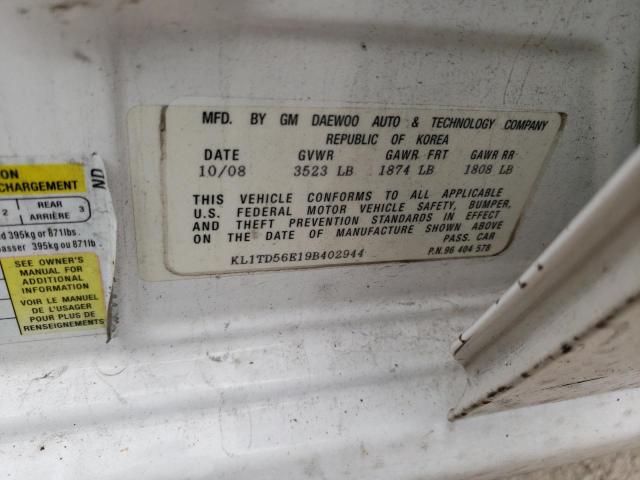 MFD. BY GM DAEWOO AUTO & TECHNOLOGY COMPANY
REPUBLIC OF KOREA
DATE GVWR GAWR FRT GAWR RR
10/08 3523 LB 1874 LB 1808 LB
THIS VEHICLE CONFORMS TO ALL APPLICABLE
U.S. FEDERAL MOTOR VEHICLE SAFETY, BUMPER,
AND THEFT PREVENTION STANDARDS IN EFFECT
ON THE DATE OF MANUFACTURE SHOWN ABOVE
PASS. CAR
KL1TD56E19B402944
P.N. 96 404 578
ND
CHARGEMENT
2 REAR 3
ARRIÈRE
395kg or 871lbs.
395kg ou 871lb
SEE OWNER'S
MANUAL FOR
ADDITIONAL
INFORMATION
VOIR LE MANUEL
DE L'USAGER
POUR PLUS DE
RENSEIGNEMENTS